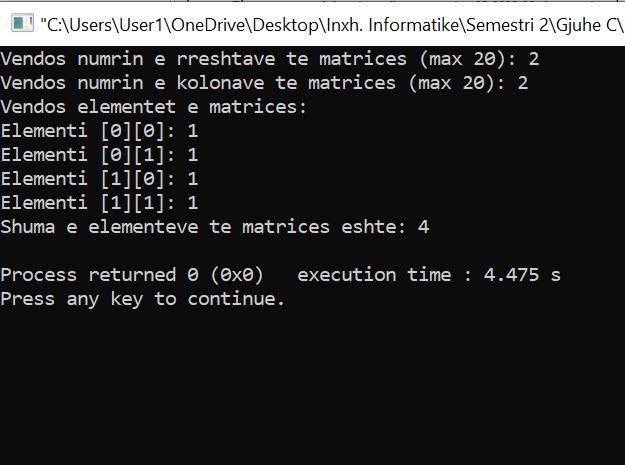 "C:\Users\User1\OneDrive\Desktop\Inxh. Informatike\Semestri 2\Gjuhe C\
Vendos numrin e rreshtave te matrices (max 20): 2
Vendos numrin e kolonave te matrices (max 20): 2
Vendos elementet e matrices:
Elementi [0][0]: 1
Elementi [0][1]: 1
Elementi [1][0]: 1
Elementi [1][1]: 1
Shuma e elementeve te matrices eshte: 4
Process returned 0 (0x0)   execution time : 4.475 s
Press any key to continue.